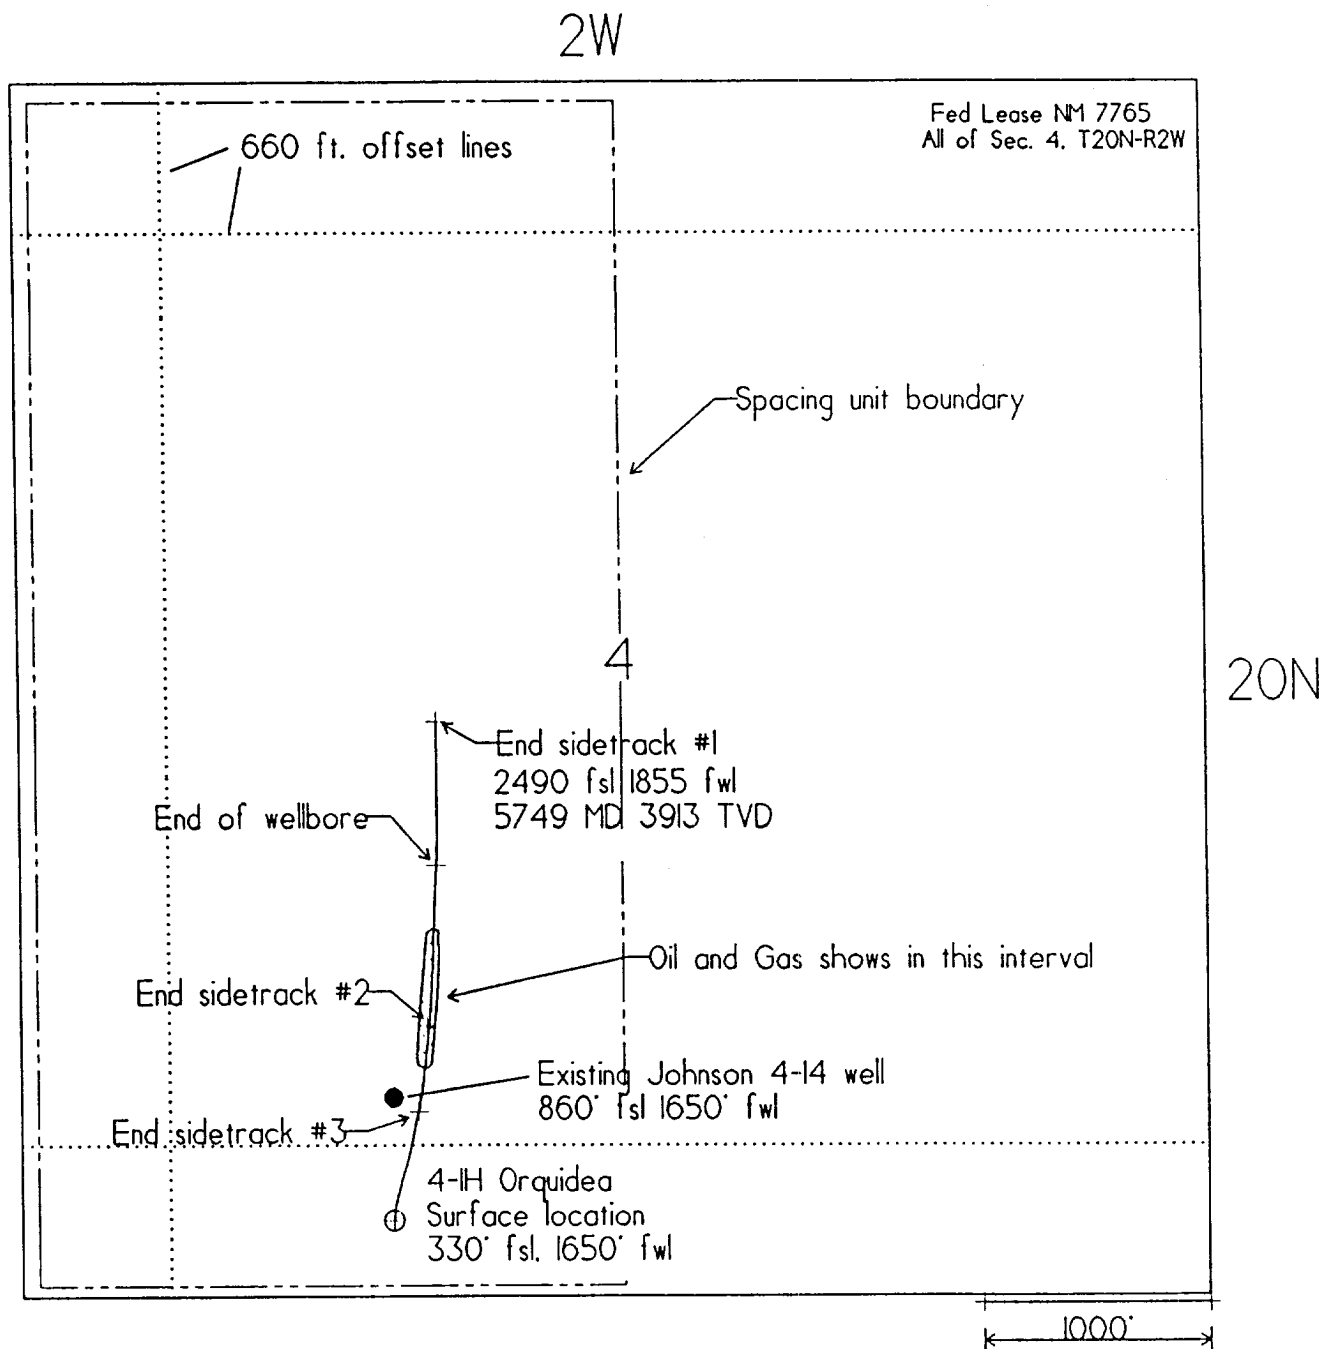 2W
Fed Lease NM 7765
All of Sec. 4, T20N-R2W
660 ft. offset lines
Spacing unit boundary
4
20N
End sidetrack #1
2490 fsl 1855 fwl
5749 MD 3913 TVD
End of wellbore
Oil and Gas shows in this interval
End sidetrack #2
Existing Johnson 4-14 well
860' fsl 1650' fwl
End sidetrack #3
4-1H Orquidea
Surface location
330' fsl, 1650' fwl
1000'